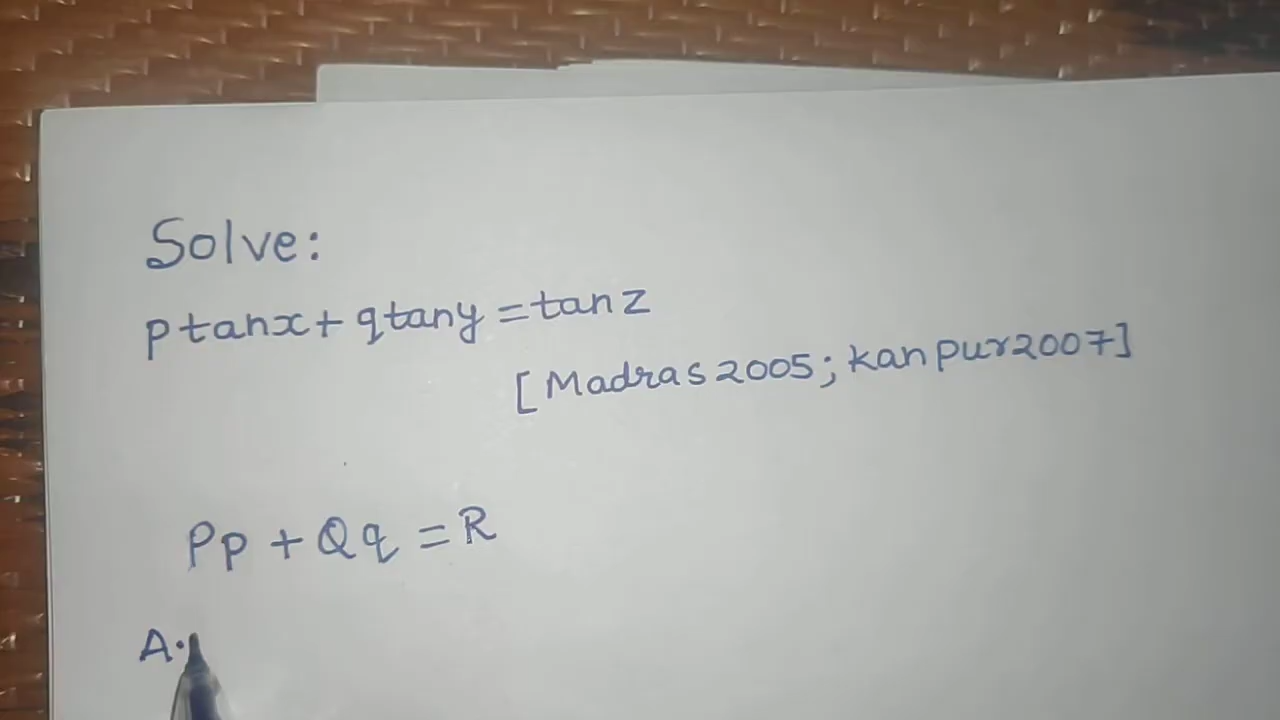 Solve:
p tanx + q tany = tan z
[Madras 2005; Kanpur 2007]
Pp + Qq = R
A.